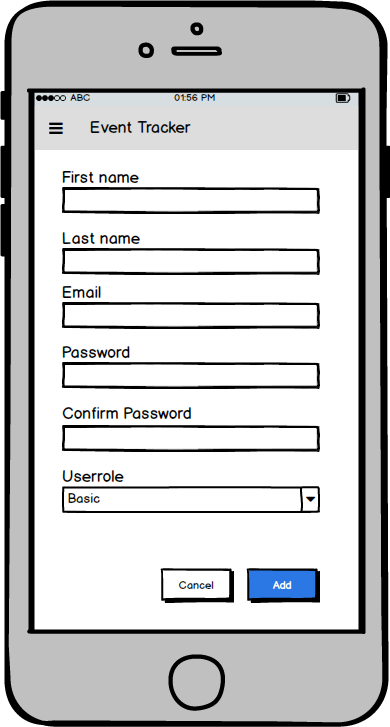 ABC 01:56 PM
Event Tracker
First name
Last name
Email
Password
Confirm Password
Userrole
Basic
Cancel Add